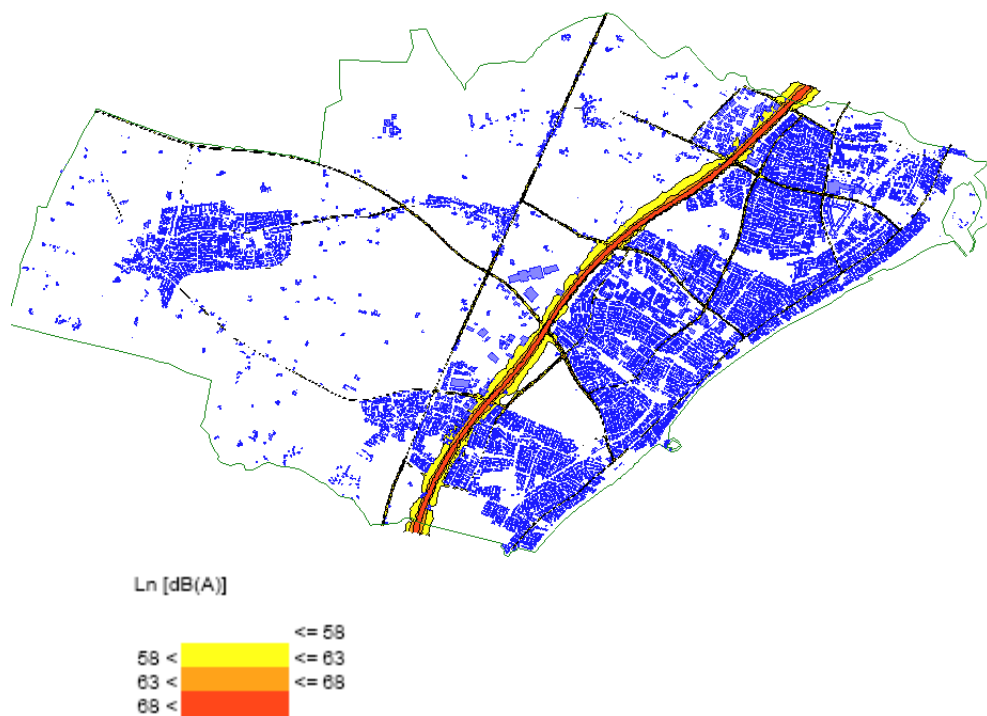 Ln [dB(A)]
<= 58
58 < <= 63
63 < <= 68
68 <